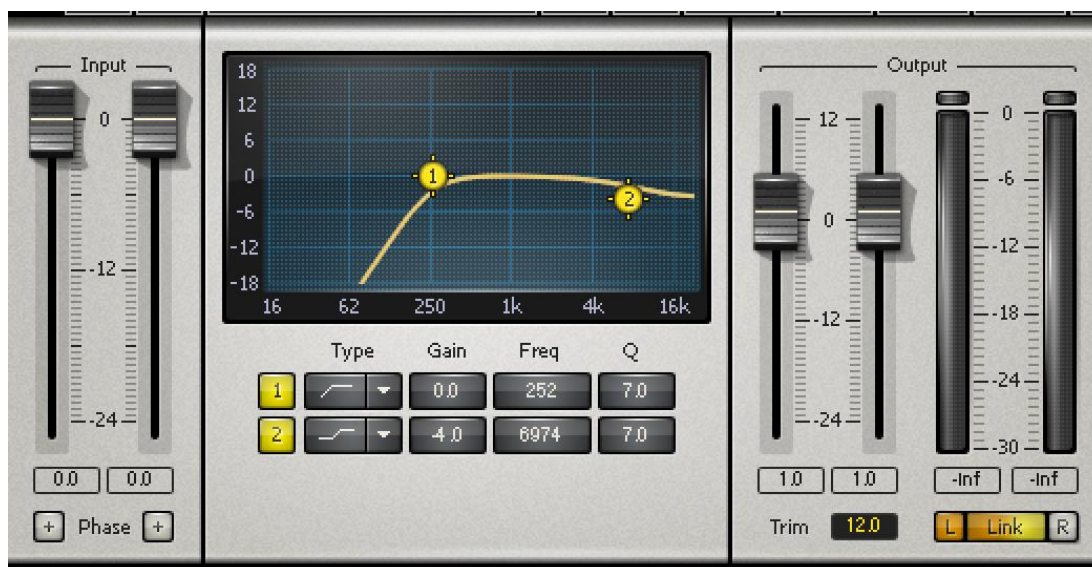 Input
0
-12
-24
0.0 0.0
+ Phase +
18
12
6
0
-6
-12
-18
16 62 250 1k 4k 16k
1
2
Type Gain Freq Q
1 0.0 252 7.0
2 -4.0 6974 7.0
Output
12
0
-12
-24
0
-6
-12
-18
-24
-30
1.0 1.0 -Inf -Inf
Trim 12.0 L Link R